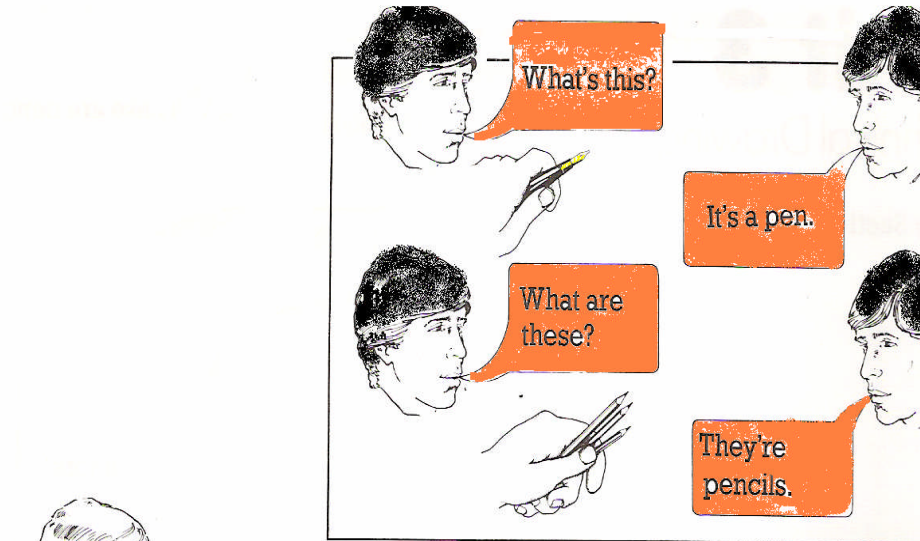 What's this?
It's a pen.
What are
these?
They're
pencils.